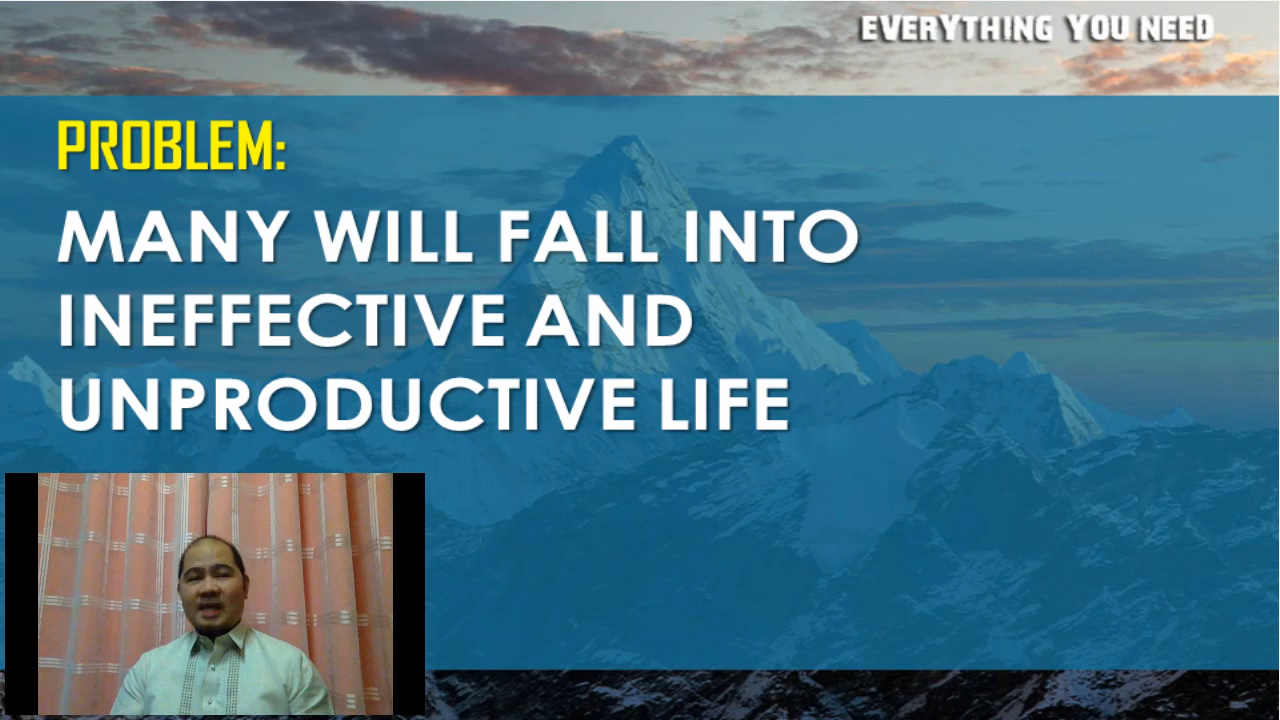 EVERYTHING YOU NEED
PROBLEM:
MANY WILL FALL INTO
INEFFECTIVE AND
UNPRODUCTIVE LIFE